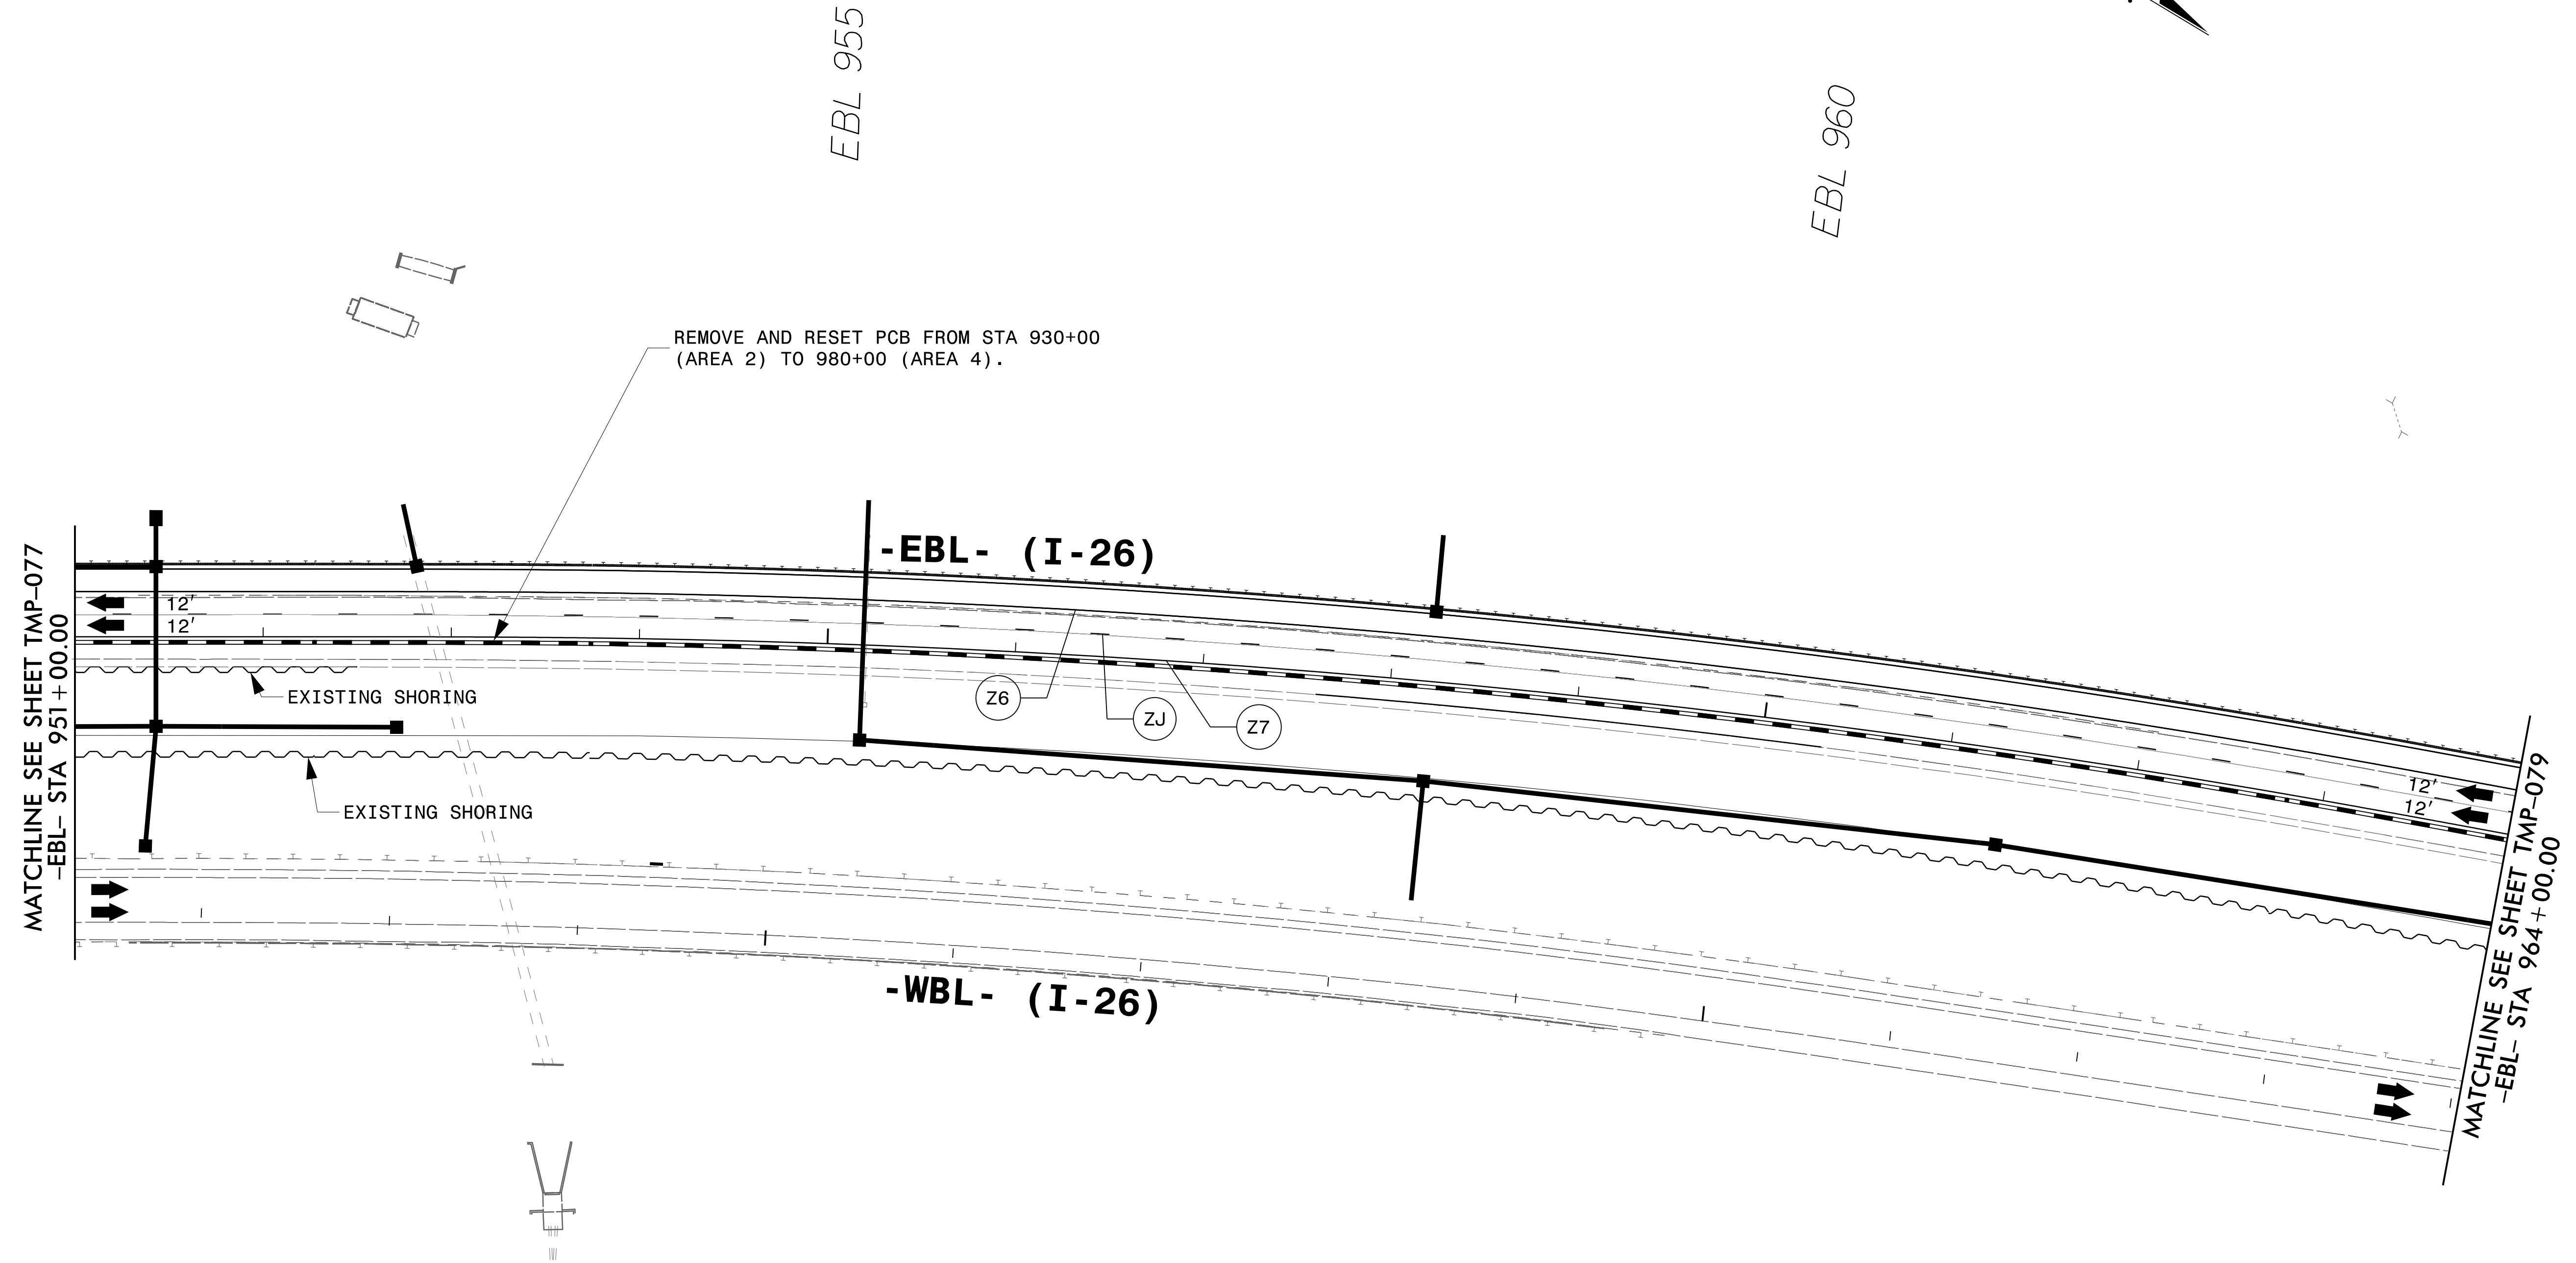 EBL 955
EBL 960
REMOVE AND RESET PCB FROM STA 930+00
(AREA 2) TO 980+00 (AREA 4).
-EBL- (I-26)
MATCHLINE SEE SHEET TMP-077
-EBL- STA 951+00.00
12'
12'
EXISTING SHORING
Z6
ZJ
Z7
EXISTING SHORING
12'
12'
MATCHLINE SEE SHEET TMP-079
-EBL- STA 964+00.00
-WBL- (I-26)